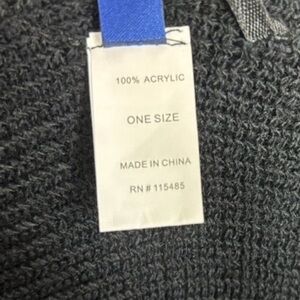 100% ACRYLIC
ONE SIZE
MADE IN CHINA
RN # 115485